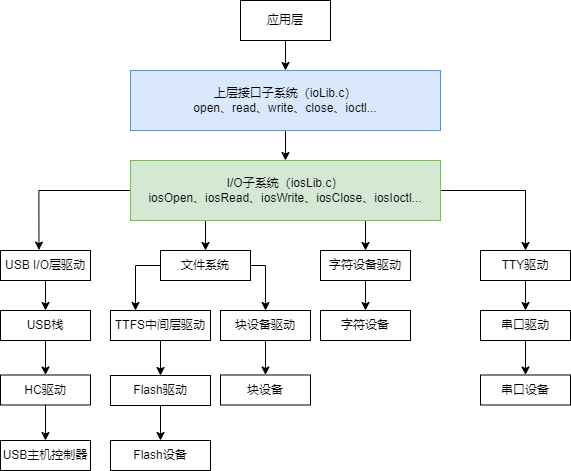 应用层
上层接口子系统（ioLib.c）
open、read、write、close、ioctl...
I/O子系统（iosLib.c）
iosOpen、iosRead、iosWrite、iosClose、iosIoctl...
USB I/O层驱动
文件系统
字符设备驱动
TTY驱动
USB栈
TTFS中间层驱动
块设备驱动
字符设备
串口驱动
HC驱动
Flash驱动
块设备
串口设备
USB主机控制器
Flash设备